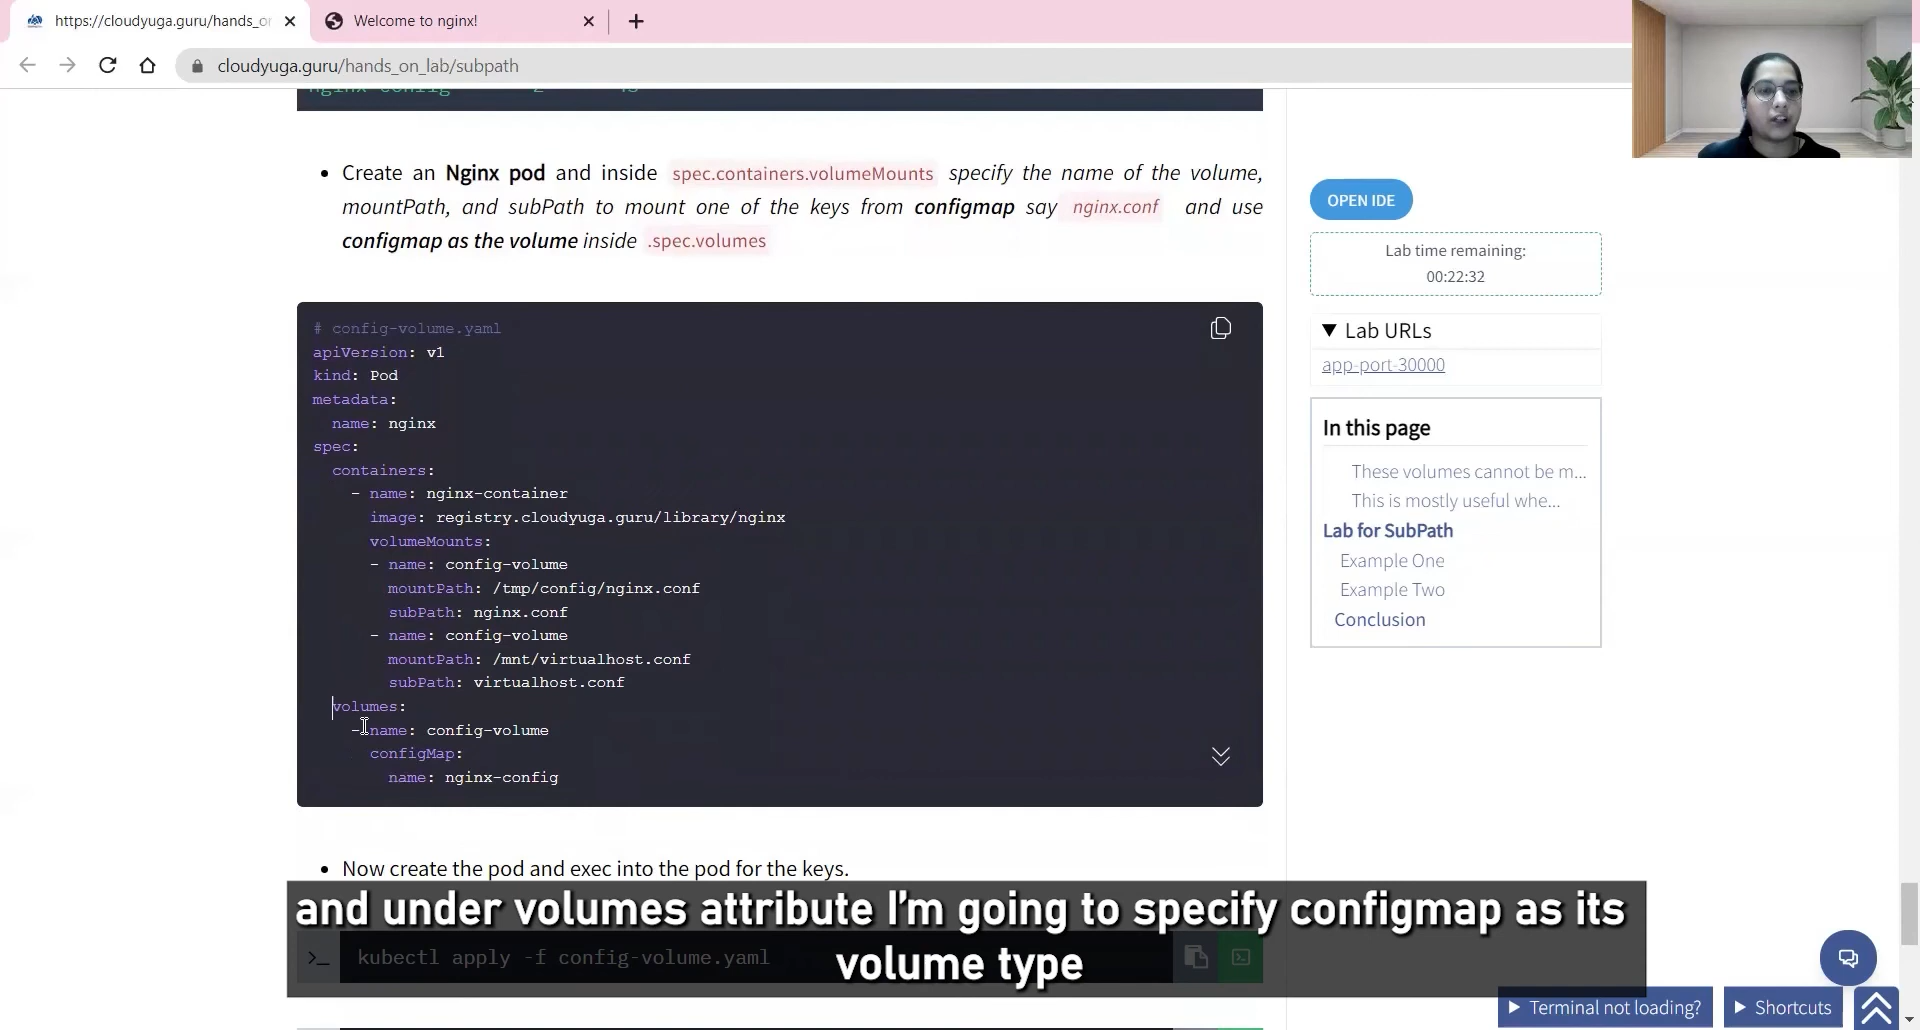 https://cloudyuga.guru/hands_or
Welcome to nginx!
cloudyuga.guru/hands_on_lab/subpath
nginx-config 2 4s
• Create an Nginx pod and inside spec.containers.volumeMounts specify the name of the volume,
mountPath, and subPath to mount one of the keys from configmap say nginx.conf and use
configmap as the volume inside .spec.volumes
# config-volume.yaml
apiVersion: v1
kind: Pod
metadata:
  name: nginx
spec:
  containers:
    - name: nginx-container
      image: registry.cloudyuga.guru/library/nginx
      volumeMounts:
      - name: config-volume
        mountPath: /tmp/config/nginx.conf
        subPath: nginx.conf
      - name: config-volume
        mountPath: /mnt/virtualhost.conf
        subPath: virtualhost.conf
  volumes:
    - name: config-volume
      configMap:
        name: nginx-config
• Now create the pod and exec into the pod for the keys.
>_ kubectl apply -f config-volume.yaml
and under volumes attribute I'm going to specify configmap as its
volume type
OPEN IDE
Lab time remaining:
00:22:32
▼ Lab URLs
app-port-30000
In this page
These volumes cannot be m...
This is mostly useful whe...
Lab for SubPath
Example One
Example Two
Conclusion
Terminal not loading?
Shortcuts